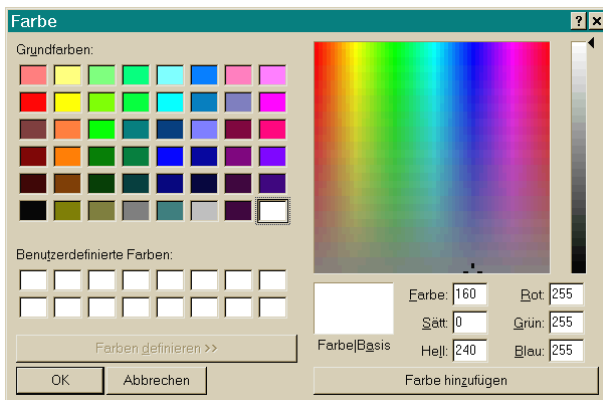 Farbe
Grundfarben:
Benutzerdefinierte Farben:
Farben definieren >>
OK
Abbrechen
Farbe|Basis
Farbe: 160
Rot: 255
Sätt: 0
Grün: 255
Hell: 240
Blau: 255
Farbe hinzufügen